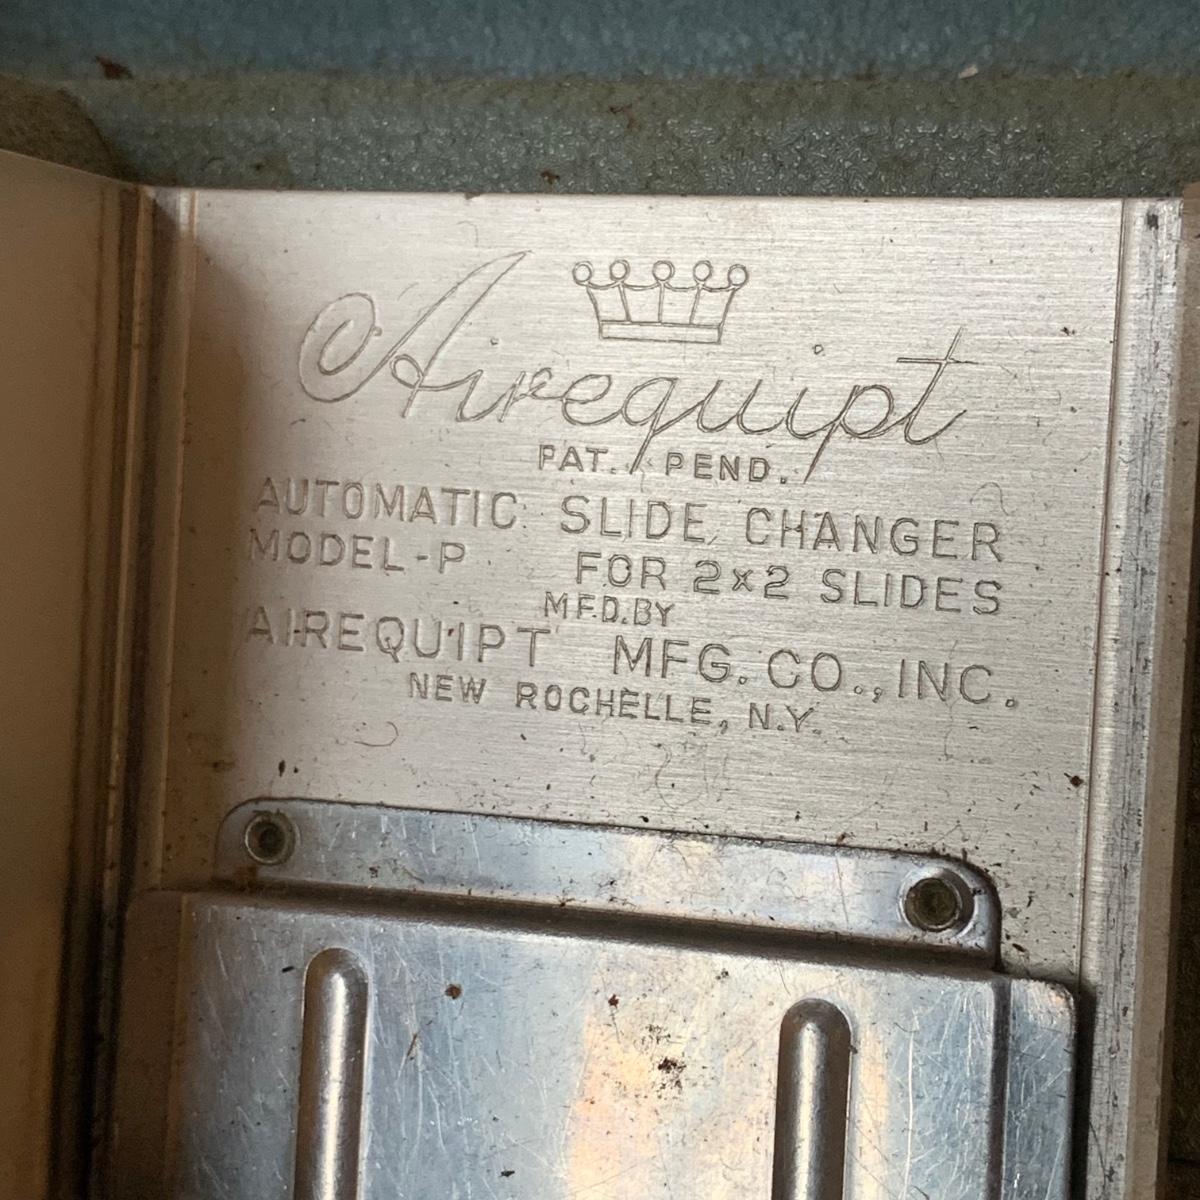 Airequipt
PAT. PEND.
AUTOMATIC SLIDE CHANGER
MODEL-P FOR 2x2 SLIDES
MFD.BY
AIREQUIPT MFG. CO., INC.
NEW ROCHELLE, N.Y.